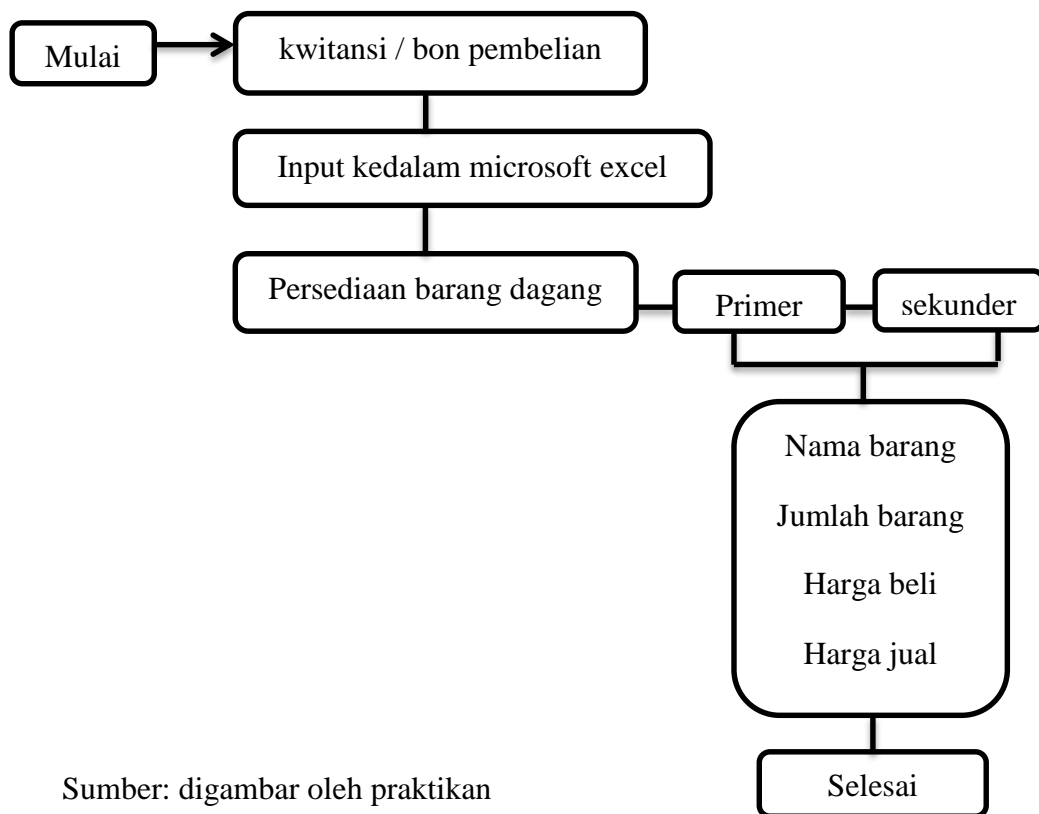 Mulai
kwitansi / bon pembelian
Input kedalam microsoft excel
Persediaan barang dagang
Primer
sekunder
Nama barang
Jumlah barang
Harga beli
Harga jual
Selesai
Sumber: digambar oleh praktikan